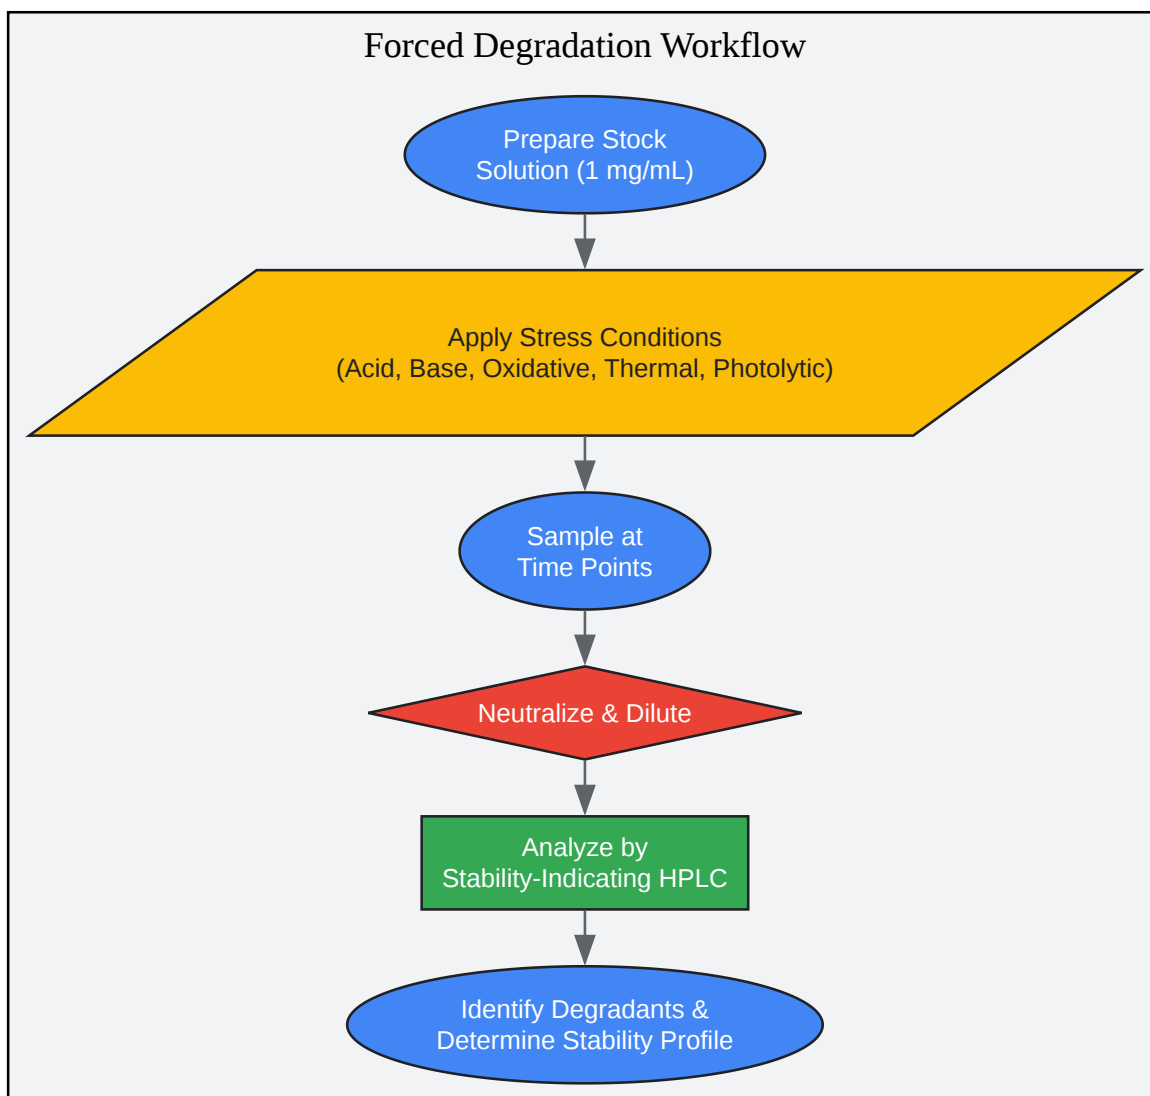 Forced Degradation Workflow
Prepare Stock
Solution (1 mg/mL)
Apply Stress Conditions
(Acid, Base, Oxidative, Thermal, Photolytic)
Sample at
Time Points
Neutralize & Dilute
Analyze by
Stability-Indicating HPLC
Identify Degradants &
Determine Stability Profile